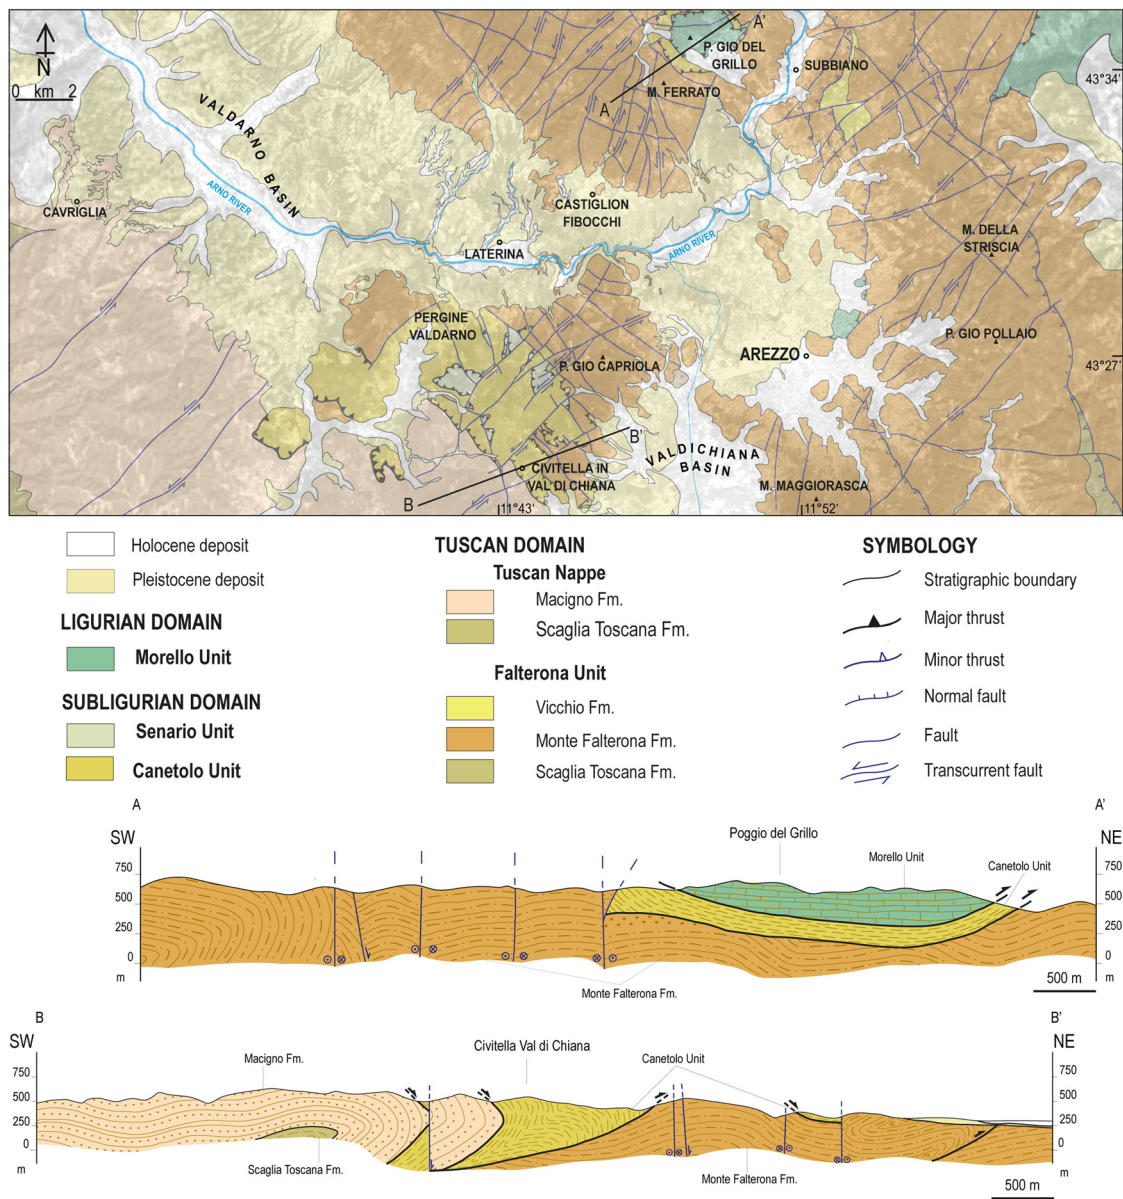 N
0 km 2
VALDARNO BASIN
ARNO RIVER
CAVRIGLIA
A'
P. GIO DEL
GRILLO
SUBBIANO
43°34'
M. FERRATO
A
CASTIGLION
FIBOCCHI
LATERINA
ARNO RIVER
M. DELLA
STRISCIA
PERGINE
VALDARNO
P. GIO CAPRIOLA
AREZZO
P. GIO POLLAIO
43°27'
B'
VALDICHIANA
BASIN
CIVITELLA IN
VAL DI CHIANA
M. MAGGIORASCA
B
11°43'
11°52'
Holocene deposit
Pleistocene deposit
LIGURIAN DOMAIN
Morello Unit
SUBLIGURIAN DOMAIN
Senario Unit
Canetolo Unit
TUSCAN DOMAIN
Tuscan Nappe
Macigno Fm.
Scaglia Toscana Fm.
Falterona Unit
Vicchio Fm.
Monte Falterona Fm.
Scaglia Toscana Fm.
SYMBOLOGY
Stratigraphic boundary
Major thrust
Minor thrust
Normal fault
Fault
Transcurrent fault
A
A'
SW
NE
Poggio del Grillo
Morello Unit
Canetolo Unit
750
500
250
0
m
750
500
250
0
m
Monte Falterona Fm.
500 m
B
B'
SW
NE
Civitella Val di Chiana
Macigno Fm.
Canetolo Unit
750
500
250
0
m
750
500
250
0
m
Scaglia Toscana Fm.
Monte Falterona Fm.
500 m